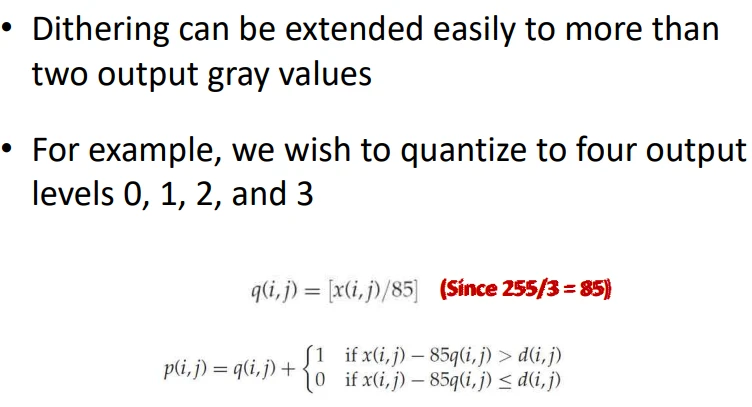 • Dithering can be extended easily to more than
two output gray values
• For example, we wish to quantize to four output
levels 0, 1, 2, and 3
q(i, j) = [x(i, j)/85] (Since 255/3 = 85)
p(i, j) = q(i, j) + {1 if x(i, j) − 85q(i, j) > d(i, j)
0 if x(i, j) − 85q(i, j) ≤ d(i, j)